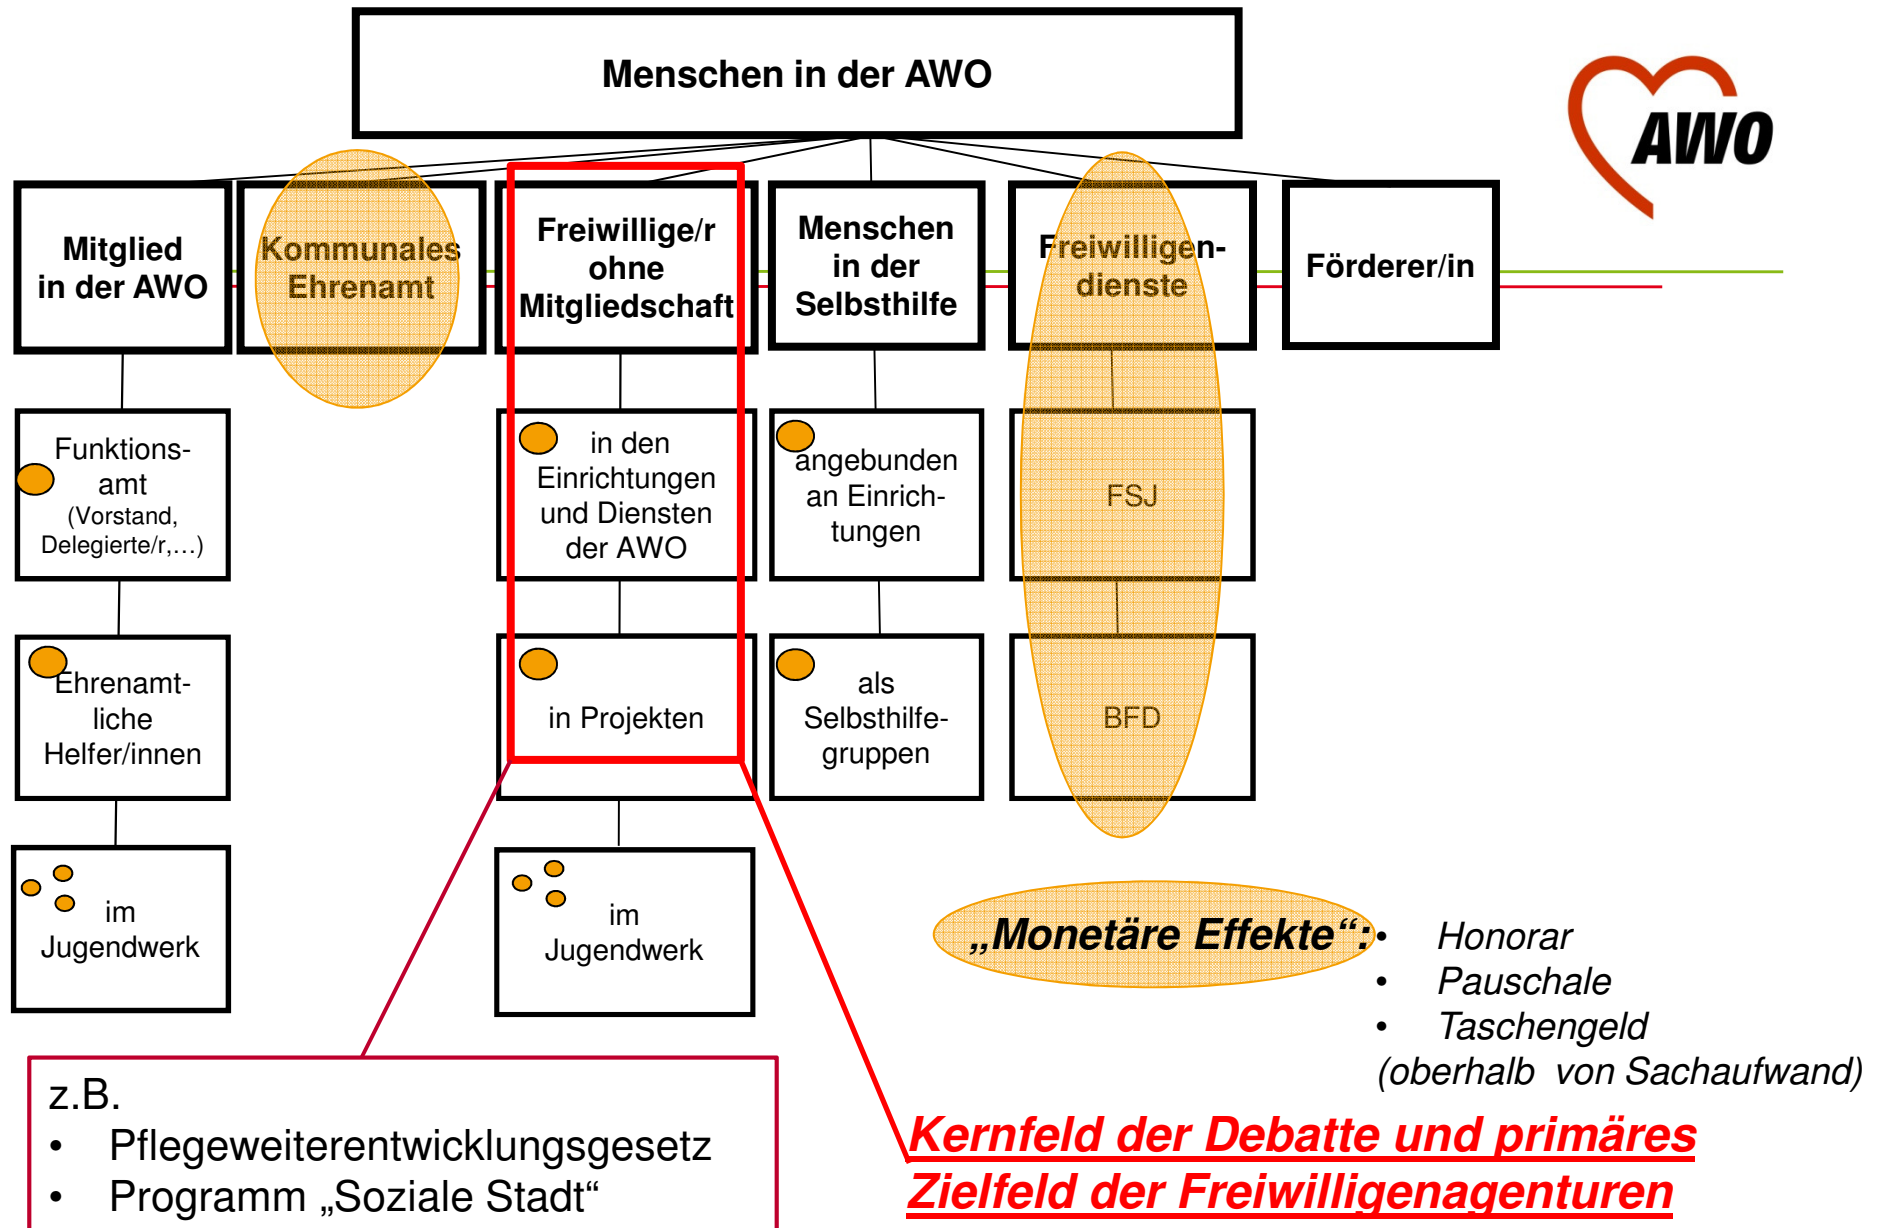 Menschen in der AWO
AWO
Mitglied
in der AWO
Kommunales
Ehrenamt
Freiwillige/r
ohne
Mitgliedschaft
Menschen
in der
Selbsthilfe
Freiwilligen-
dienste
Förderer/in
Funktions-
amt
(Vorstand,
Delegierte/r,…)
in den
Einrichtungen
und Diensten
der AWO
angebunden
an Einrich-
tungen
FSJ
Ehrenamt-
liche
Helfer/innen
in Projekten
als
Selbsthilfe-
gruppen
BFD
im
Jugendwerk
im
Jugendwerk
„Monetäre Effekte“:
• Honorar
• Pauschale
• Taschengeld
(oberhalb von Sachaufwand)
z.B.
• Pflegeweiterentwicklungsgesetz
• Programm „Soziale Stadt“
Kernfeld der Debatte und primäres
Zielfeld der Freiwilligenagenturen